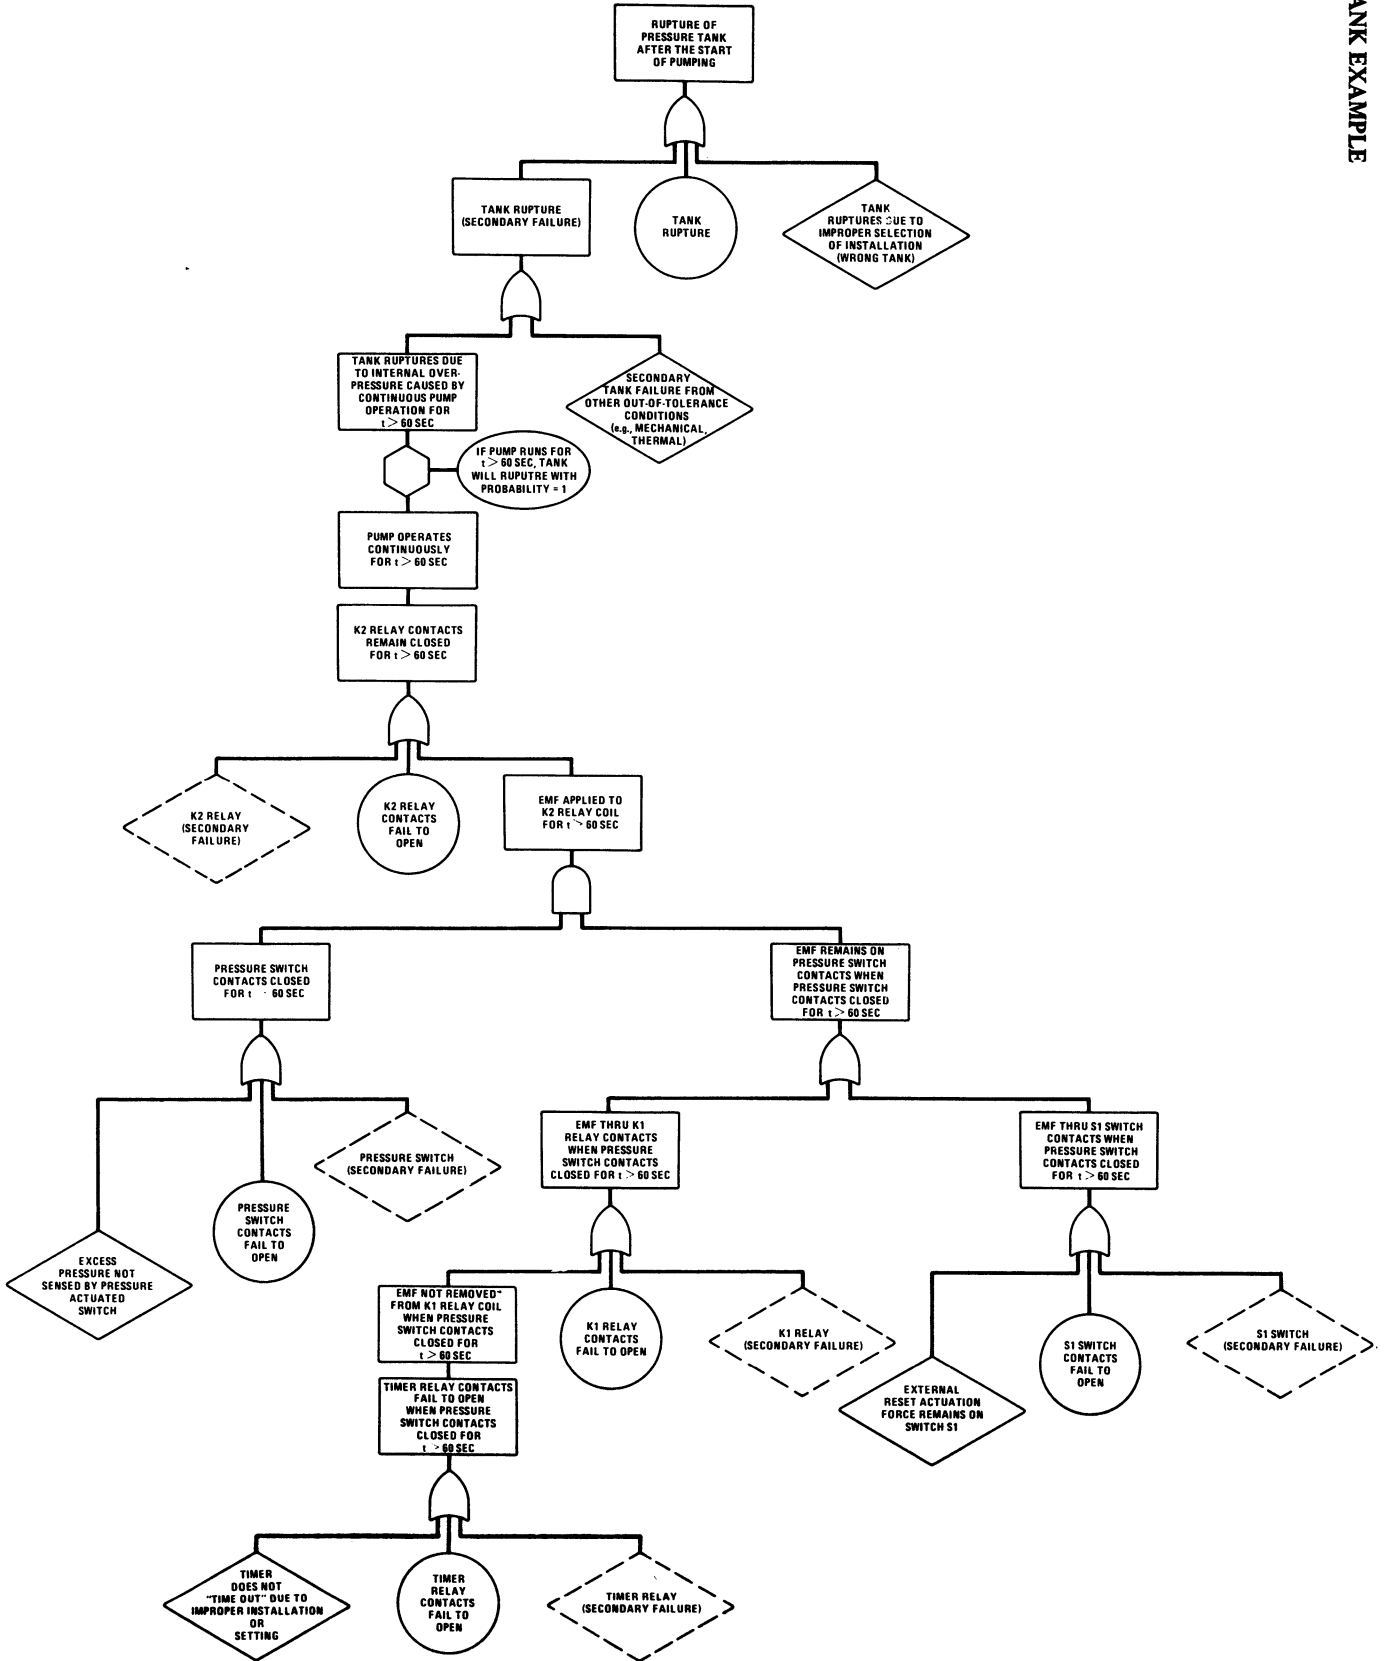 RUPTURE OF
PRESSURE TANK
AFTER THE START
OF PUMPING
ANK EXAMPLE
TANK RUPTURE
(SECONDARY FAILURE)
TANK
RUPTURE
TANK
RUPTURES DUE TO
IMPROPER SELECTION
OF INSTALLATION
(WRONG TANK)
TANK RUPTURES DUE
TO INTERNAL OVER-
PRESSURE CAUSED BY
CONTINUOUS PUMP
OPERATION FOR
t > 60 SEC
SECONDARY
TANK FAILURE FROM
OTHER OUT-OF-TOLERANCE
CONDITIONS
(e.g., MECHANICAL,
THERMAL)
IF PUMP RUNS FOR
t > 60 SEC, TANK
WILL RUPUTRE WITH
PROBABILITY = 1
PUMP OPERATES
CONTINUOUSLY
FOR t > 60 SEC
K2 RELAY CONTACTS
REMAIN CLOSED
FOR t > 60 SEC
K2 RELAY
(SECONDARY
FAILURE)
K2 RELAY
CONTACTS
FAIL TO
OPEN
EMF APPLIED TO
K2 RELAY COIL
FOR t > 60 SEC
PRESSURE SWITCH
CONTACTS CLOSED
FOR t 60 SEC
EMF REMAINS ON
PRESSURE SWITCH
CONTACTS WHEN
PRESSURE SWITCH
CONTACTS CLOSED
FOR t > 60 SEC
EXCESS
PRESSURE NOT
SENSED BY PRESSURE
ACTUATED
SWITCH
PRESSURE
SWITCH
CONTACTS
FAIL TO
OPEN
PRESSURE SWITCH
(SECONDARY FAILURE)
EMF THRU K1
RELAY CONTACTS
WHEN PRESSURE
SWITCH CONTACTS
CLOSED FOR t > 60 SEC
EMF THRU S1 SWITCH
CONTACTS WHEN
PRESSURE SWITCH
CONTACTS CLOSED
FOR t > 60 SEC
EMF NOT REMOVED
FROM K1 RELAY COIL
WHEN PRESSURE
SWITCH CONTACTS
CLOSED FOR
t > 60 SEC
K1 RELAY
CONTACTS
FAIL TO OPEN
K1 RELAY
(SECONDARY FAILURE)
EXTERNAL
RESET ACTUATION
FORCE REMAINS ON
SWITCH S1
S1 SWITCH
CONTACTS
FAIL TO
OPEN
S1 SWITCH
(SECONDARY FAILURE)
TIMER RELAY CONTACTS
FAIL TO OPEN
WHEN PRESSURE
SWITCH CONTACTS
CLOSED FOR
t > 60 SEC
TIMER
DOES NOT
"TIME OUT" DUE TO
IMPROPER INSTALLATION
OR
SETTING
TIMER
RELAY
CONTACTS
FAIL TO
OPEN
TIMER RELAY
(SECONDARY FAILURE)